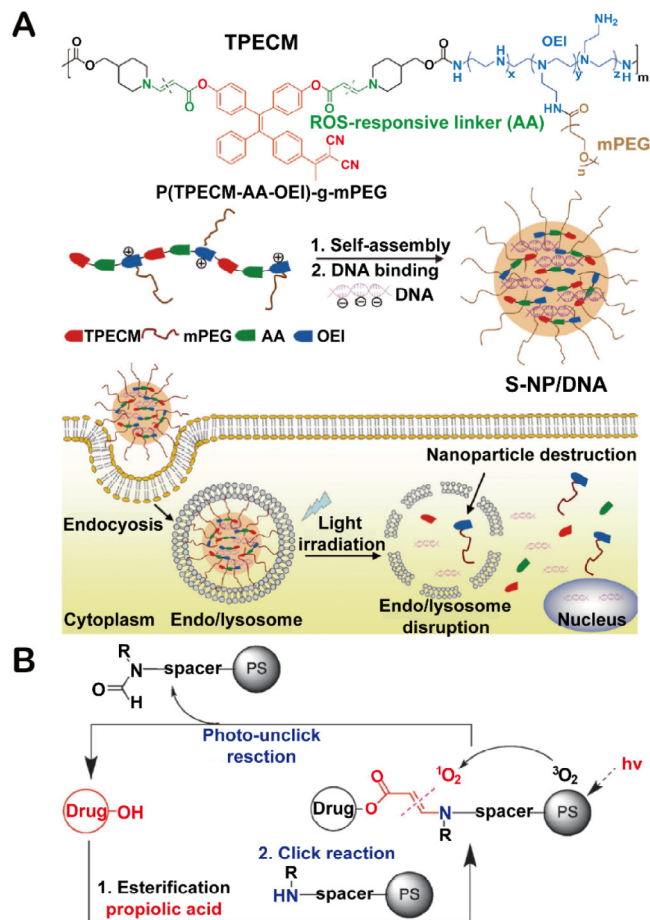 A
TPECM
O
O
N
O
O
O
O
N
O
O
N
H
H
N
x
OEI
N
y
NH₂
N
z
N
H
m
HN
O
mPEG
O
n
CN
CN
ROS-responsive linker (AA)
P(TPECM-AA-OEI)-g-mPEG
1. Self-assembly
2. DNA binding
DNA
TPECM
mPEG
AA
OEI
S-NP/DNA
Nanoparticle destruction
Endocyosis
Light
irradiation
Cytoplasm
Endo/lysosome
Endo/lysosome
disruption
Nucleus
B
R
N
spacer
PS
O
H
Photo-unclick
resction
Drug
OH
O
Drug
O
¹O₂
³O₂
hv
N
R
spacer
PS
2. Click reaction
1. Esterification
propiolic acid
R
HN
spacer
PS